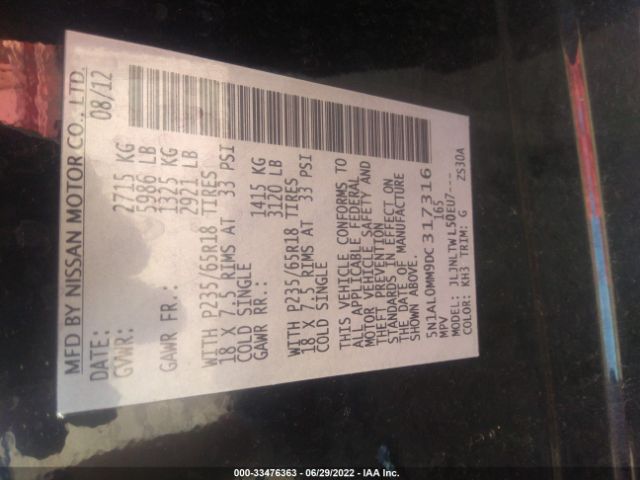 MFD BY NISSAN MOTOR CO., LTD.
DATE: 08/12
GVWR: 2715 KG
5986 LB
GAWR FR.: 1325 KG
2921 LB
WITH P235/65R18 TIRES
18 X 7.5 RIMS AT 33 PSI
COLD SINGLE
GAWR RR.: 1415 KG
3120 LB
WITH P235/65R18 TIRES
18 X 7.5 RIMS AT 33 PSI
COLD SINGLE
THIS VEHICLE CONFORMS TO
ALL APPLICABLE FEDERAL
MOTOR VEHICLE SAFETY AND
THEFT PREVENTION
STANDARDS IN EFFECT ON
THE DATE OF MANUFACTURE
SHOWN ABOVE.
5N1AL0MM9DC317316
MPV 165
MODEL: JLJNLTWL50EU7----
COLOR: KH3 TRIM: G ZS30A
000-33476363 - 06/29/2022 - IAA Inc.